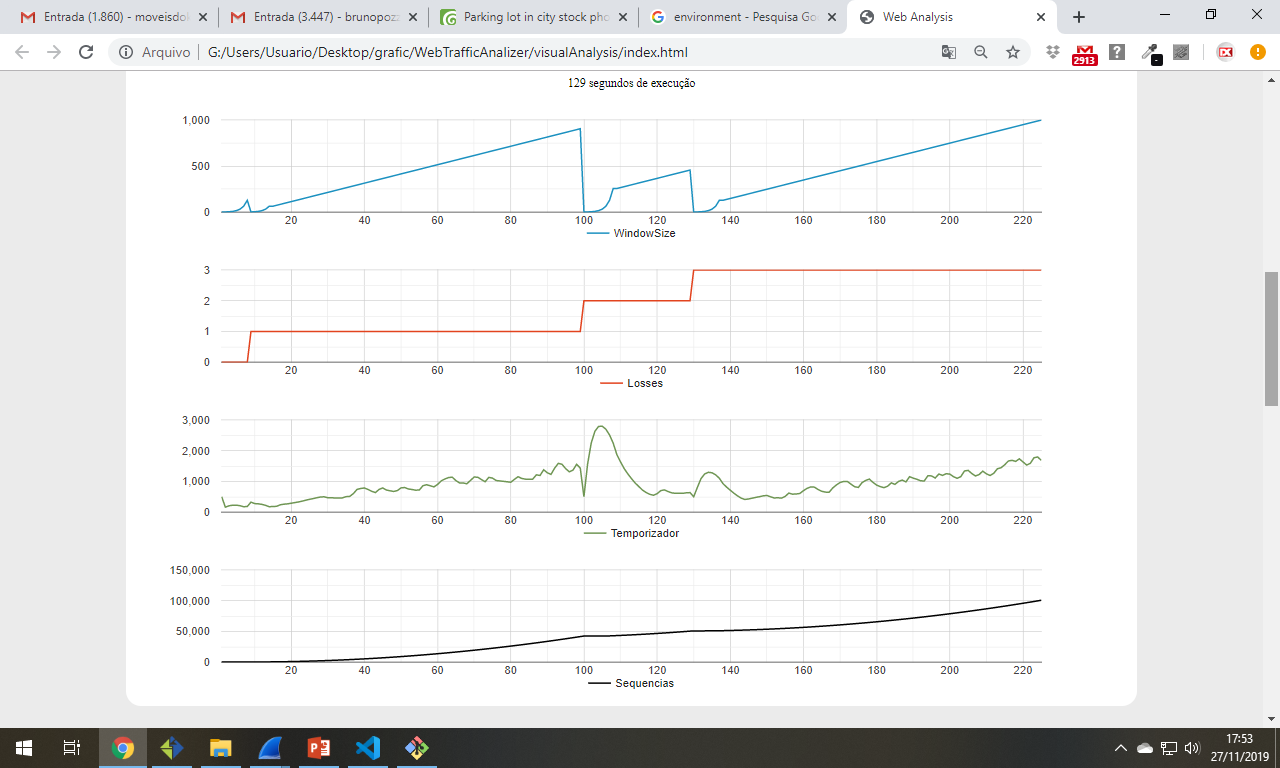 Entrada (1.860) - moveisdo
Entrada (3.447) - brunopoz
Parking lot in city stock pho
environment - Pesquisa Go
Web Analysis
Arquivo
G:/Users/Usuario/Desktop/grafic/WebTrafficAnalizer/visualAnalysis/index.html
2913
129 segundos de execução
1,000
500
0
20 40 60 80 100 120 140 160 180 200 220
WindowSize
3
2
1
0
20 40 60 80 100 120 140 160 180 200 220
Losses
3,000
2,000
1,000
0
20 40 60 80 100 120 140 160 180 200 220
Temporizador
150,000
100,000
50,000
0
20 40 60 80 100 120 140 160 180 200 220
Sequencias
17:53
27/11/2019